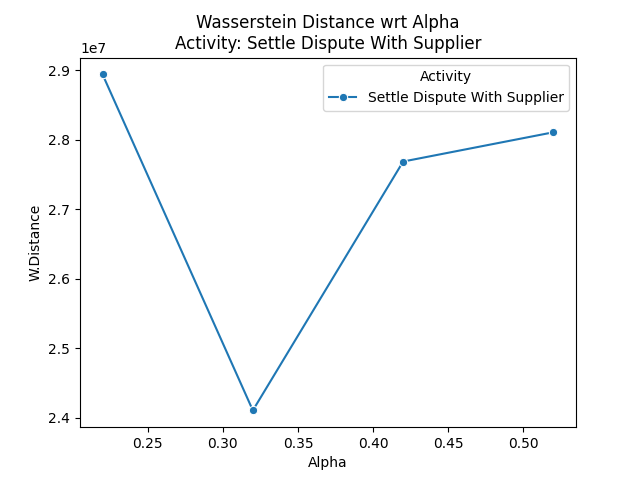 Wasserstein Distance wrt Alpha
Activity: Settle Dispute With Supplier
1e7
Activity
Settle Dispute With Supplier
2.9
2.8
2.7
2.6
2.5
2.4
W.Distance
0.25 0.30 0.35 0.40 0.45 0.50
Alpha